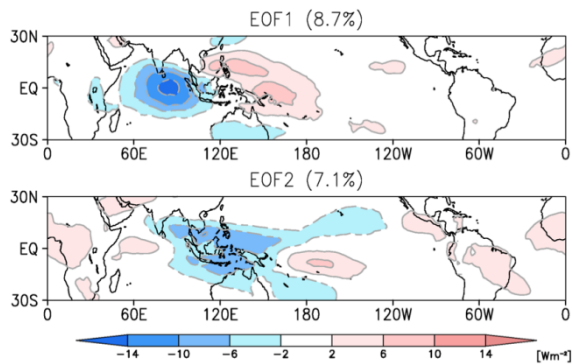 EOF1 (8.7%)
30N
EQ
30S
0 60E 120E 180 120W 60W 0
EOF2 (7.1%)
30N
EQ
30S
0 60E 120E 180 120W 60W 0
-14 -10 -6 -2 2 6 10 14 [Wm⁻²]